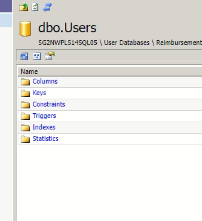 dbo.Users
SG2NWPLS14SQL05 \ User Databases \ Reimbursement
Name
Columns
Keys
Constraints
Triggers
Indexes
Statistics